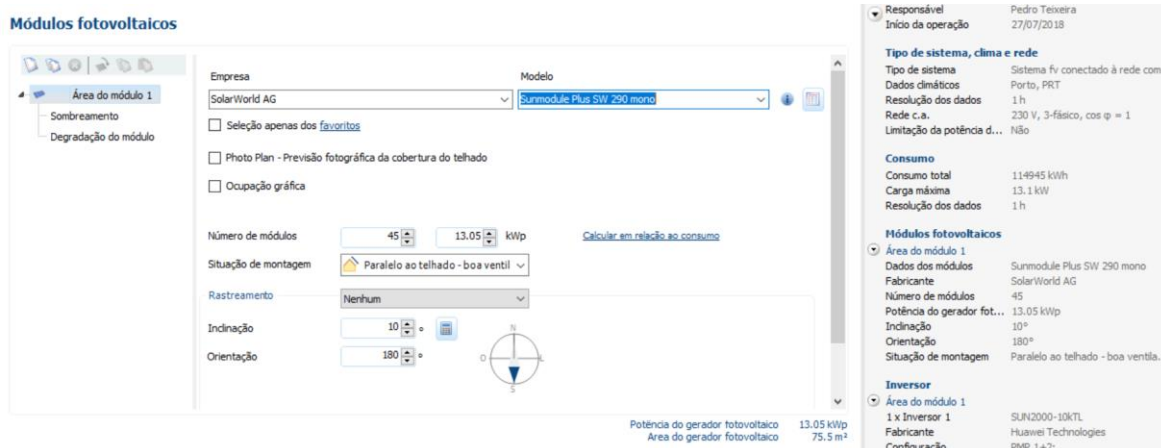 Módulos fotovoltaicos
Área do módulo 1
Sombreamento
Degradação do módulo
Empresa
Modelo
SolarWorld AG
Sunmodule Plus SW 290 mono
Seleção apenas dos favoritos
Photo Plan - Previsão fotográfica da cobertura do telhado
Ocupação gráfica
Número de módulos 45 13.05 kWp Calcular em relação ao consumo
Situação de montagem Paralelo ao telhado - boa ventil
Rastreamento Nenhum
Inclinação 10 °
Orientação 180 °
N
O L
S
Potência do gerador fotovoltaico 13.05 kWp
Área do gerador fotovoltaico 75.5 m²
Responsável Pedro Teixeira
Início da operação 27/07/2018
Tipo de sistema, clima e rede
Tipo de sistema Sistema fv conectado à rede com
Dados climáticos Porto, PRT
Resolução dos dados 1 h
Rede c.a. 230 V, 3-fásico, cos φ = 1
Limitação da potência d... Não
Consumo
Consumo total 114945 kWh
Carga máxima 13.1 kW
Resolução dos dados 1 h
Módulos fotovoltaicos
Área do módulo 1
Dados dos módulos Sunmodule Plus SW 290 mono
Fabricante SolarWorld AG
Número de módulos 45
Potência do gerador fot... 13.05 kWp
Inclinação 10°
Orientação 180°
Situação de montagem Paralelo ao telhado - boa ventila.
Inversor
Área do módulo 1
1 x Inversor 1 SUN2000-10kTL
Fabricante Huawei Technologies
Configuração MPP 1+2: